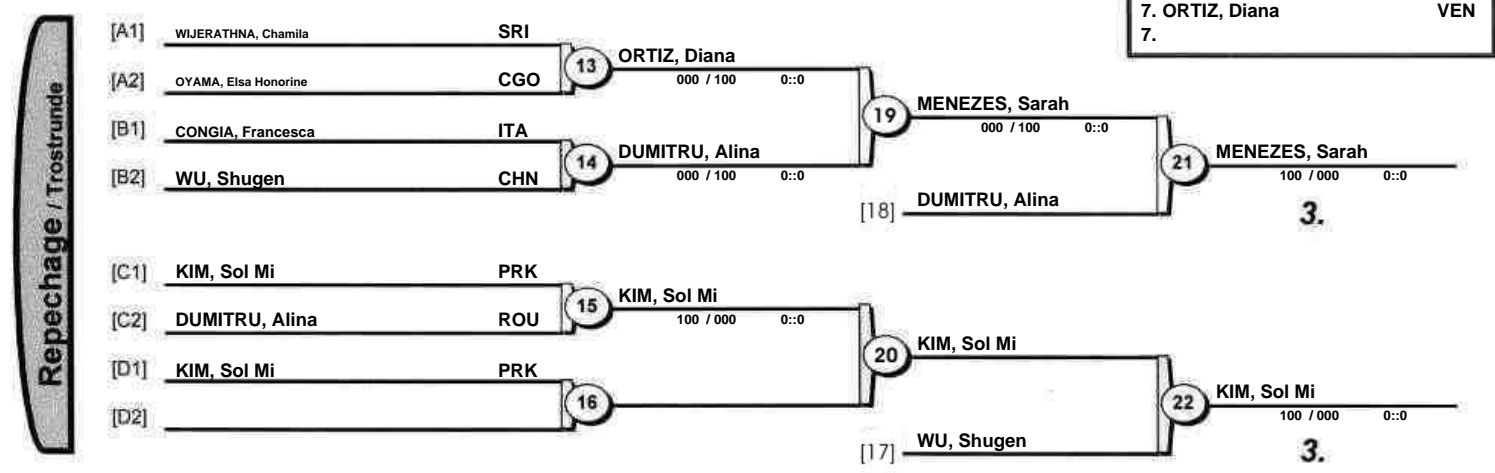 7. ORTIZ, Diana VEN
7.
Repechage / Trostrunde
[A1] WIJERATHNA, Chamila SRI
[A2] OYAMA, Elsa Honorine CGO
[B1] CONGIA, Francesca ITA
[B2] WU, Shugen CHN
13 ORTIZ, Diana
000 / 100 0::0
14 DUMITRU, Alina
000 / 100 0::0
19 MENEZES, Sarah
000 / 100 0::0
[18] DUMITRU, Alina
21 MENEZES, Sarah
100 / 000 0::0
3.
[C1] KIM, Sol Mi PRK
[C2] DUMITRU, Alina ROU
[D1] KIM, Sol Mi PRK
[D2]
15 KIM, Sol Mi
100 / 000 0::0
16
20 KIM, Sol Mi
[17] WU, Shugen
22 KIM, Sol Mi
100 / 000 0::0
3.